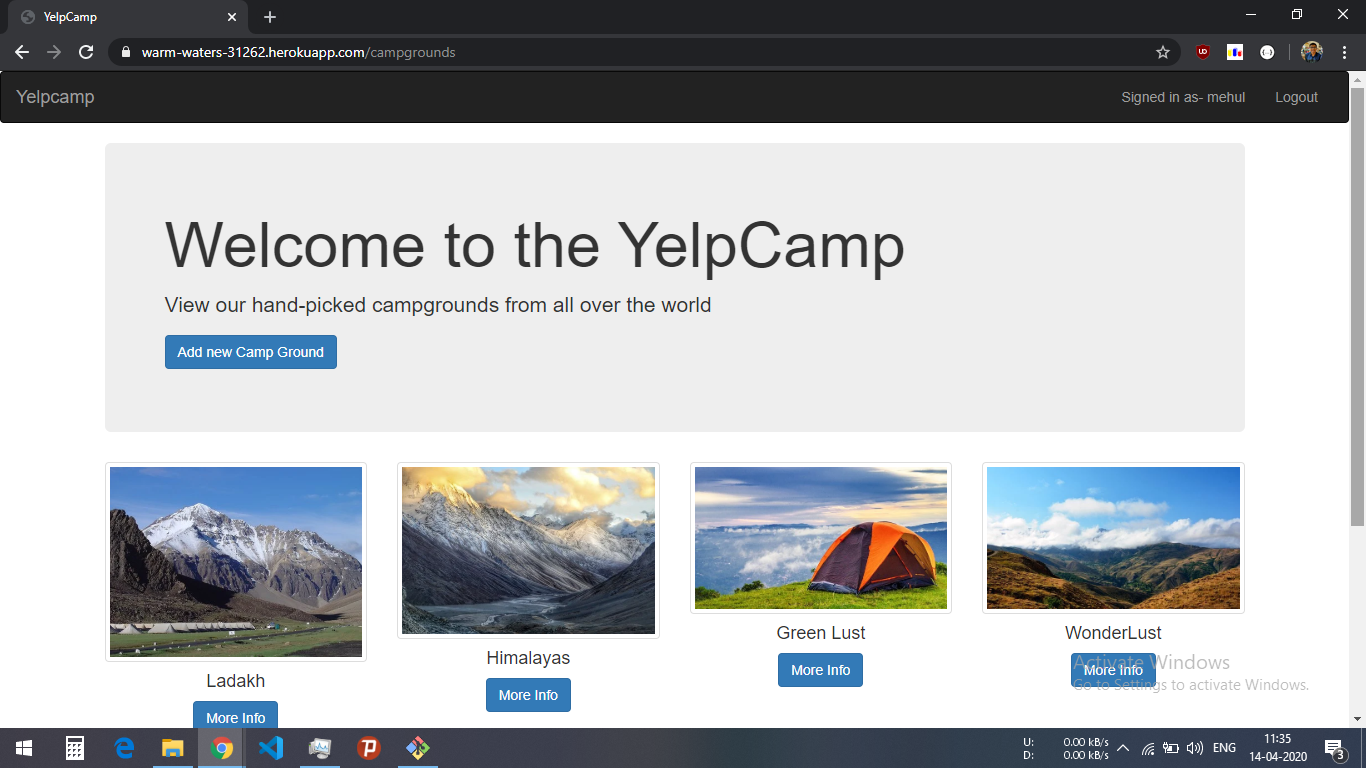 YelpCamp
warm-waters-31262.herokuapp.com/campgrounds
Yelpcamp
Signed in as- mehul
Logout
Welcome to the YelpCamp
View our hand-picked campgrounds from all over the world
Add new Camp Ground
Ladakh
More Info
Himalayas
More Info
Green Lust
More Info
WonderLust
More Info
Activate Windows
Go to Settings to activate Windows.
U: 0.00 kB/s
D: 0.00 kB/s
ENG
11:35
14-04-2020
3